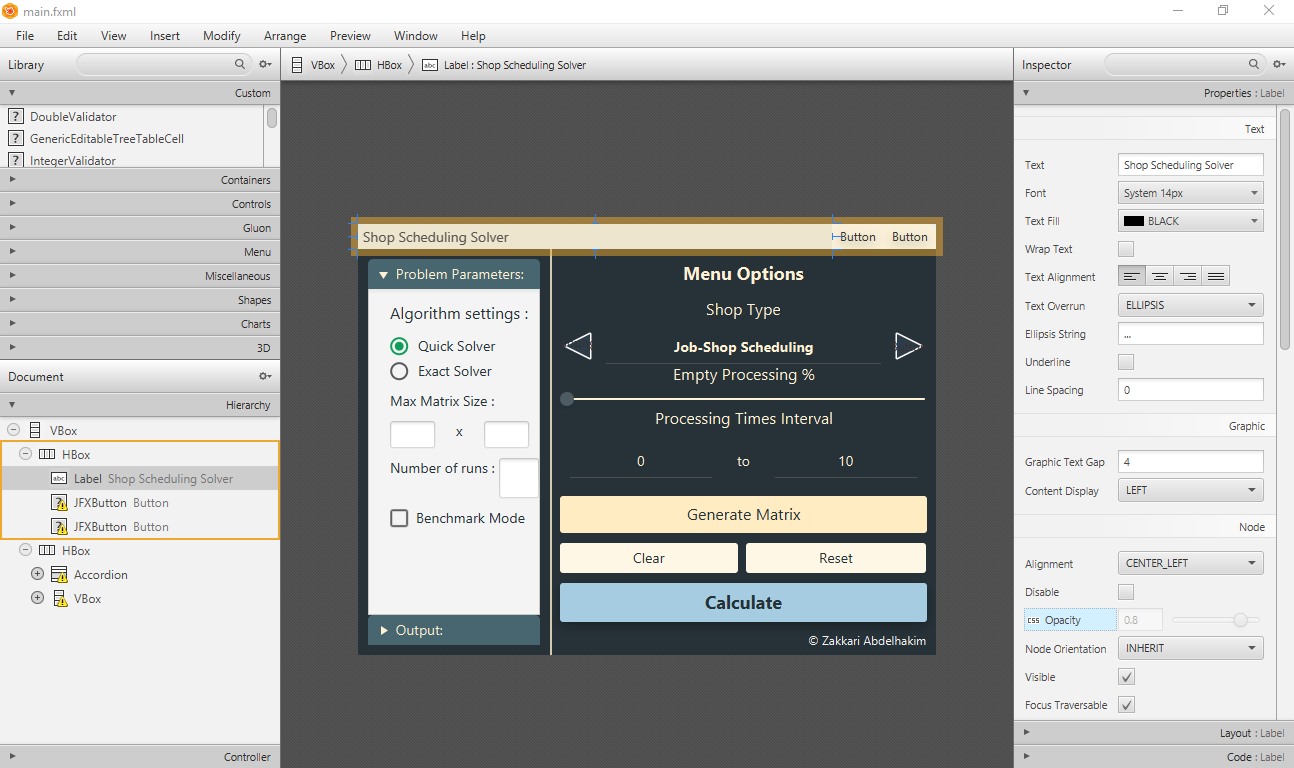 main.fxml
File Edit View Insert Modify Arrange Preview Window Help
Library
Custom
? DoubleValidator
? GenericEditableTreeTableCell
? IntegerValidator
Containers
Controls
Gluon
Menu
Miscellaneous
Shapes
Charts
3D
Document
Hierarchy
VBox
HBox
abc Label Shop Scheduling Solver
? JFXButton Button
? JFXButton Button
HBox
Accordion
VBox
Controller
VBox HBox abc Label : Shop Scheduling Solver
Shop Scheduling Solver Button Button
Problem Parameters:
Algorithm settings :
Quick Solver
Exact Solver
Max Matrix Size :
x
Number of runs :
Benchmark Mode
Output:
Menu Options
Shop Type
Job-Shop Scheduling
Empty Processing %
Processing Times Interval
0 to 10
Generate Matrix
Clear Reset
Calculate
© Zakkari Abdelhakim
Inspector
Properties : Label
Text
Text Shop Scheduling Solver
Font System 14px
Text Fill BLACK
Wrap Text
Text Alignment
Text Overrun ELLIPSIS
Ellipsis String ...
Underline
Line Spacing 0
Graphic
Graphic Text Gap 4
Content Display LEFT
Node
Alignment CENTER_LEFT
Disable
css Opacity 0.8
Node Orientation INHERIT
Visible
Focus Traversable
Layout : Label
Code : Label